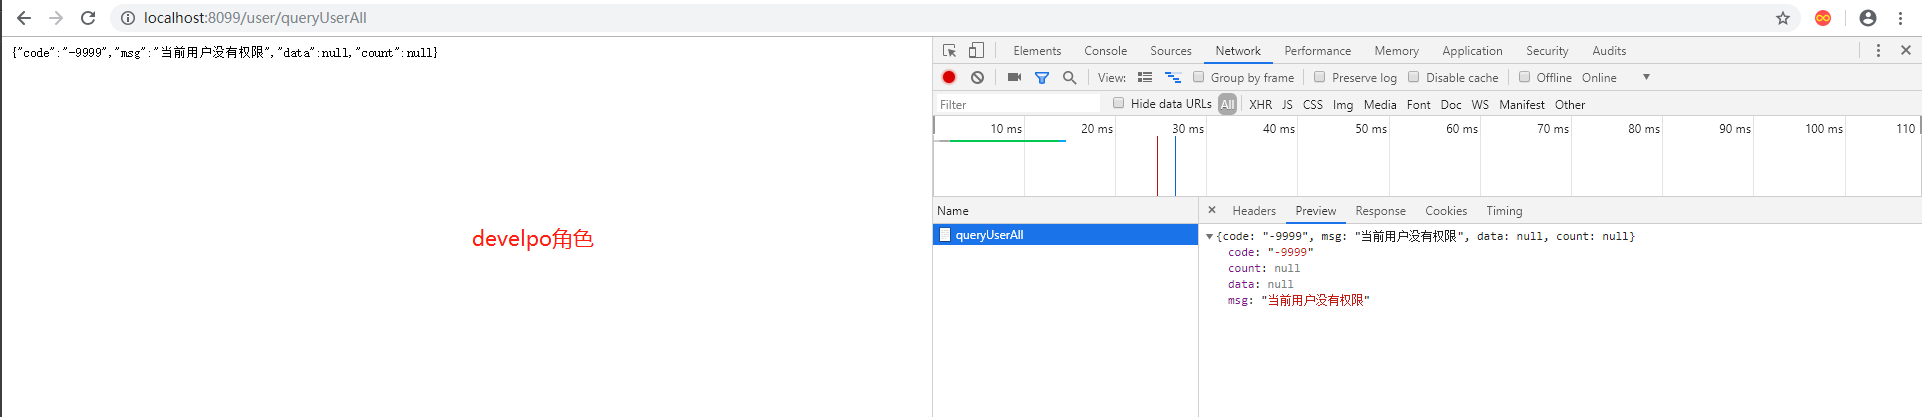 localhost:8099/user/queryUserAll
{"code":"-9999","msg":"当前用户没有权限","data":null,"count":null}
develpo角色
Elements Console Sources Network Performance Memory Application Security Audits
View: Group by frame Preserve log Disable cache Offline Online
Filter Hide data URLs All XHR JS CSS Img Media Font Doc WS Manifest Other
10 ms 20 ms 30 ms 40 ms 50 ms 60 ms 70 ms 80 ms 90 ms 100 ms 110
Name
queryUserAll
Headers Preview Response Cookies Timing
{code: "-9999", msg: "当前用户没有权限", data: null, count: null}
code: "-9999"
count: null
data: null
msg: "当前用户没有权限"